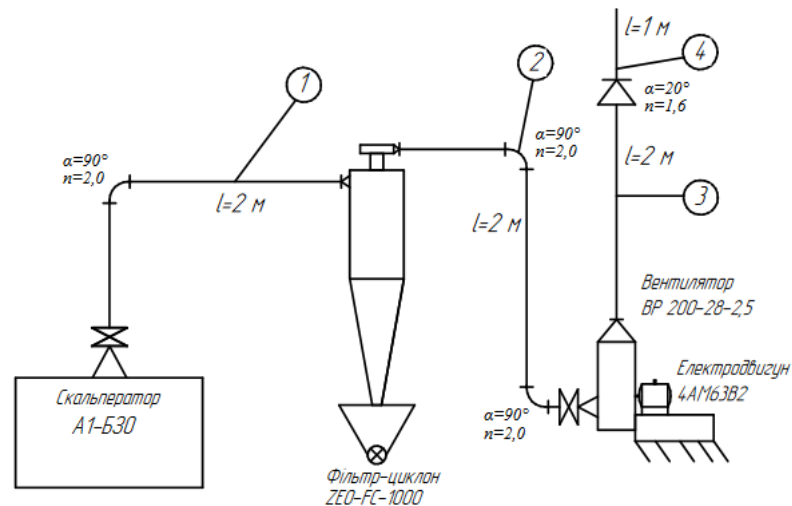 l=1 м
4
α=20°
n=1,6
1
2
α=90°
n=2,0
α=90°
n=2,0
l=2 м
l=2 м
l=2 м
3
Вентилятор
ВР 200-28-2,5
Скальператор
А1-БЗО
Електродвигун
4АМ63В2
α=90°
n=2,0
Фільтр-циклон
ZEO-FC-1000